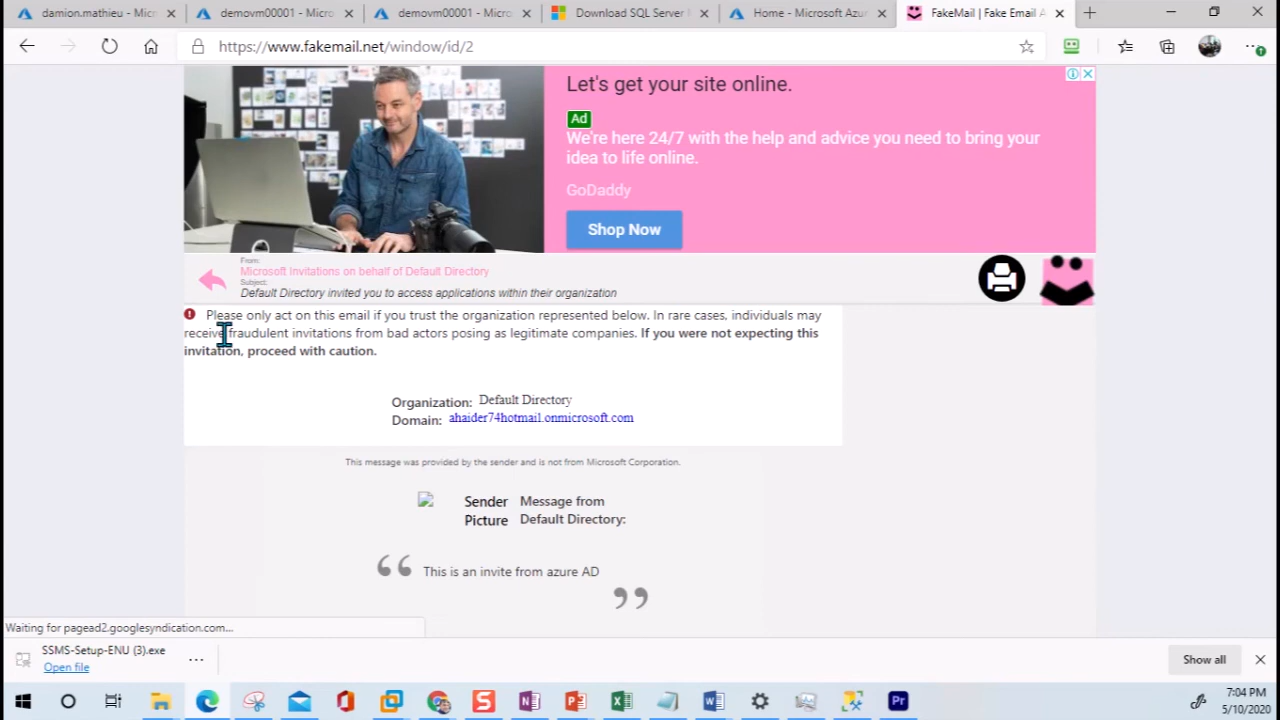 damion.mathieu - Mic
demovm00001 - Micro
demovm00001 - Micro
Download SQL Server
Home - Microsoft Azur
FakeMail | Fake Email A
https://www.fakemail.net/window/id/2
Let's get your site online.
Ad
We're here 24/7 with the help and advice you need to bring your
idea to life online.
GoDaddy
Shop Now
From:
Microsoft Invitations on behalf of Default Directory
Subject:
Default Directory invited you to access applications within their organization
Please only act on this email if you trust the organization represented below. In rare cases, individuals may
receive fraudulent invitations from bad actors posing as legitimate companies. If you were not expecting this
invitation, proceed with caution.
Organization: Default Directory
Domain: ahaider74hotmail.onmicrosoft.com
This message was provided by the sender and is not from Microsoft Corporation.
Sender
Picture
Message from
Default Directory:
“ This is an invite from azure AD
”
Waiting for pagead2.googlesyndication.com...
SSMS-Setup-ENU (3).exe
Open file
Show all
7:04 PM
5/10/2020